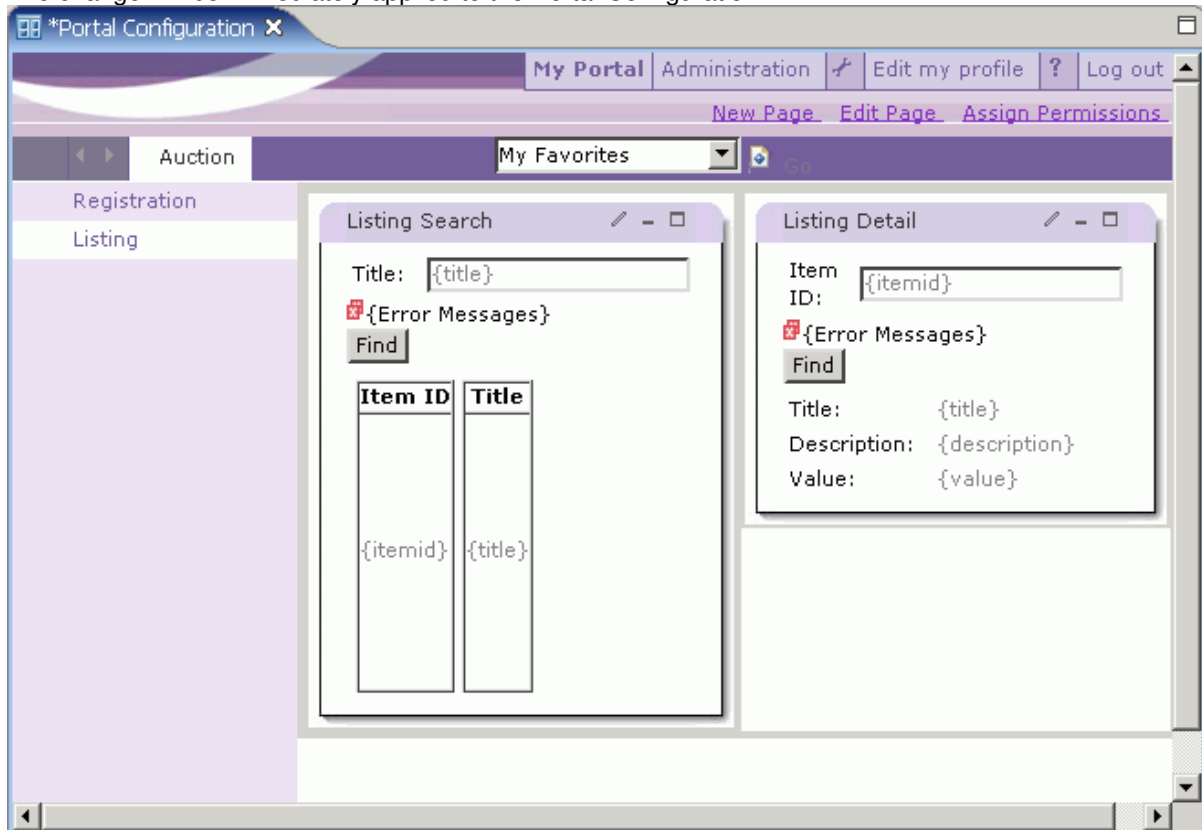 *Portal Configuration
My Portal Administration Edit my profile ? Log out
New Page Edit Page Assign Permissions
Auction My Favorites Go
Registration
Listing
Listing Search
Title: {title}
{Error Messages}
Find
Item ID Title
{itemid} {title}
Listing Detail
Item ID: {itemid}
{Error Messages}
Find
Title: {title}
Description: {description}
Value: {value}